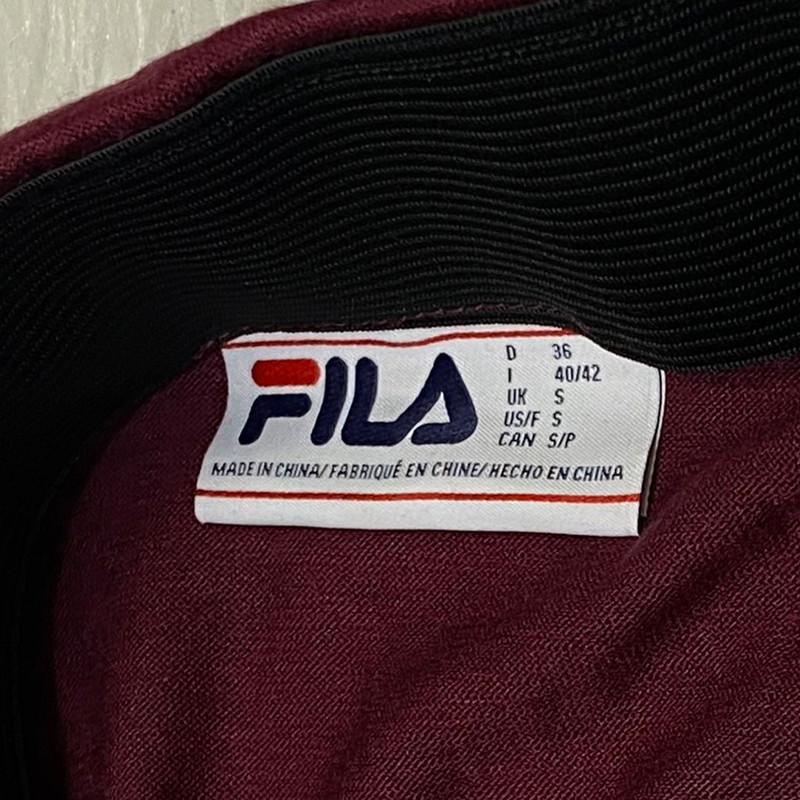 FILA
D 36
I 40/42
UK S
US/F S
CAN S/P
MADE IN CHINA/FABRIQUÉ EN CHINE/HECHO EN CHINA